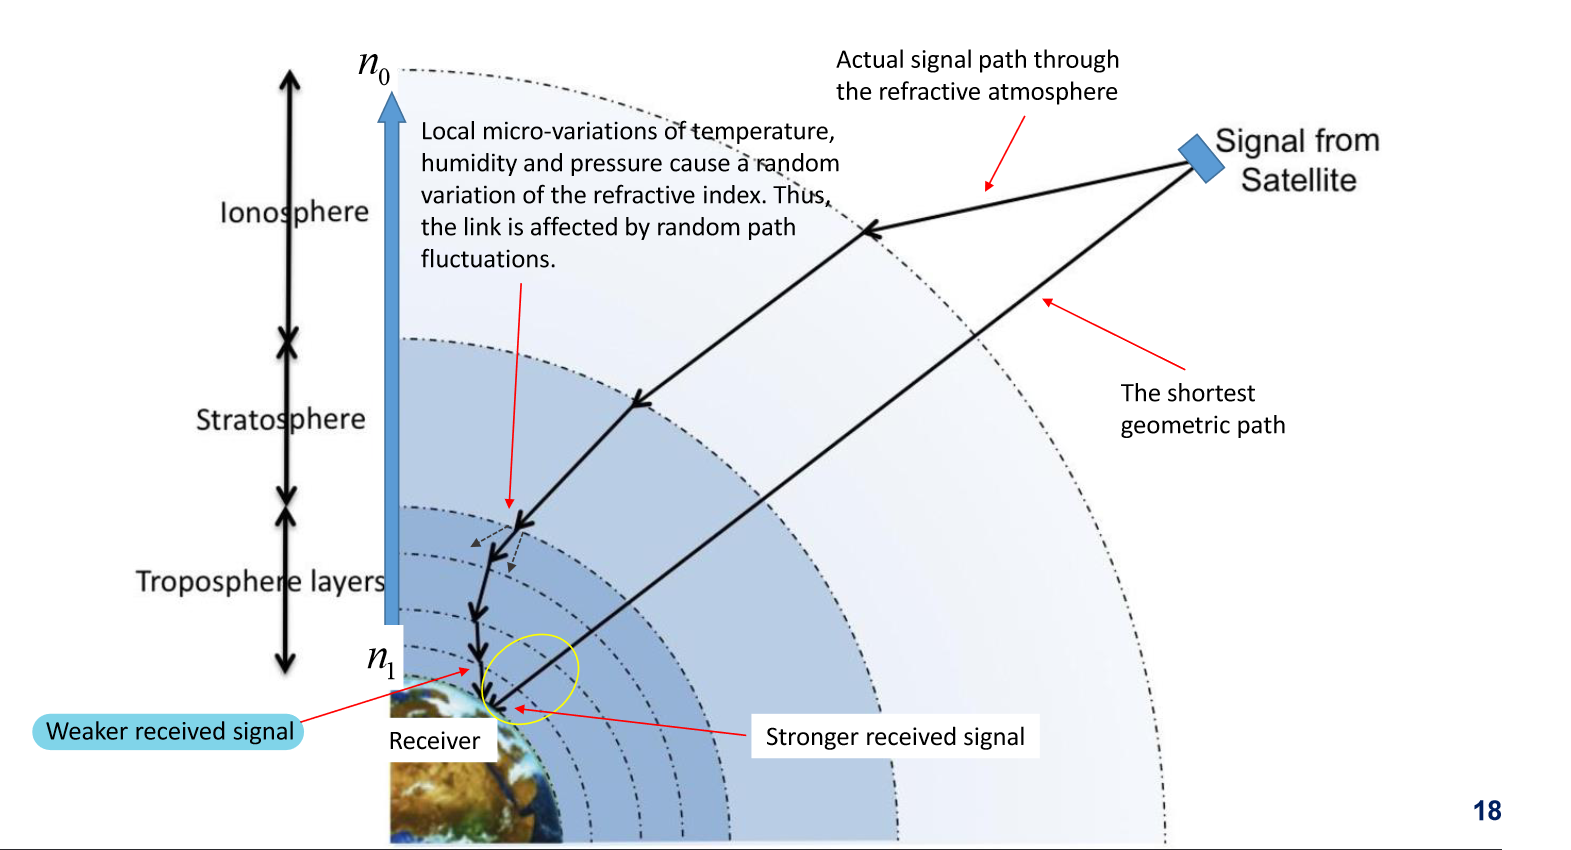 n0
Actual signal path through
the refractive atmosphere
Local micro-variations of temperature,
humidity and pressure cause a random
variation of the refractive index. Thus,
the link is affected by random path
fluctuations.
Signal from
Satellite
Ionosphere
The shortest
geometric path
Stratosphere
Troposphere layers
n1
Weaker received signal
Receiver
Stronger received signal
18